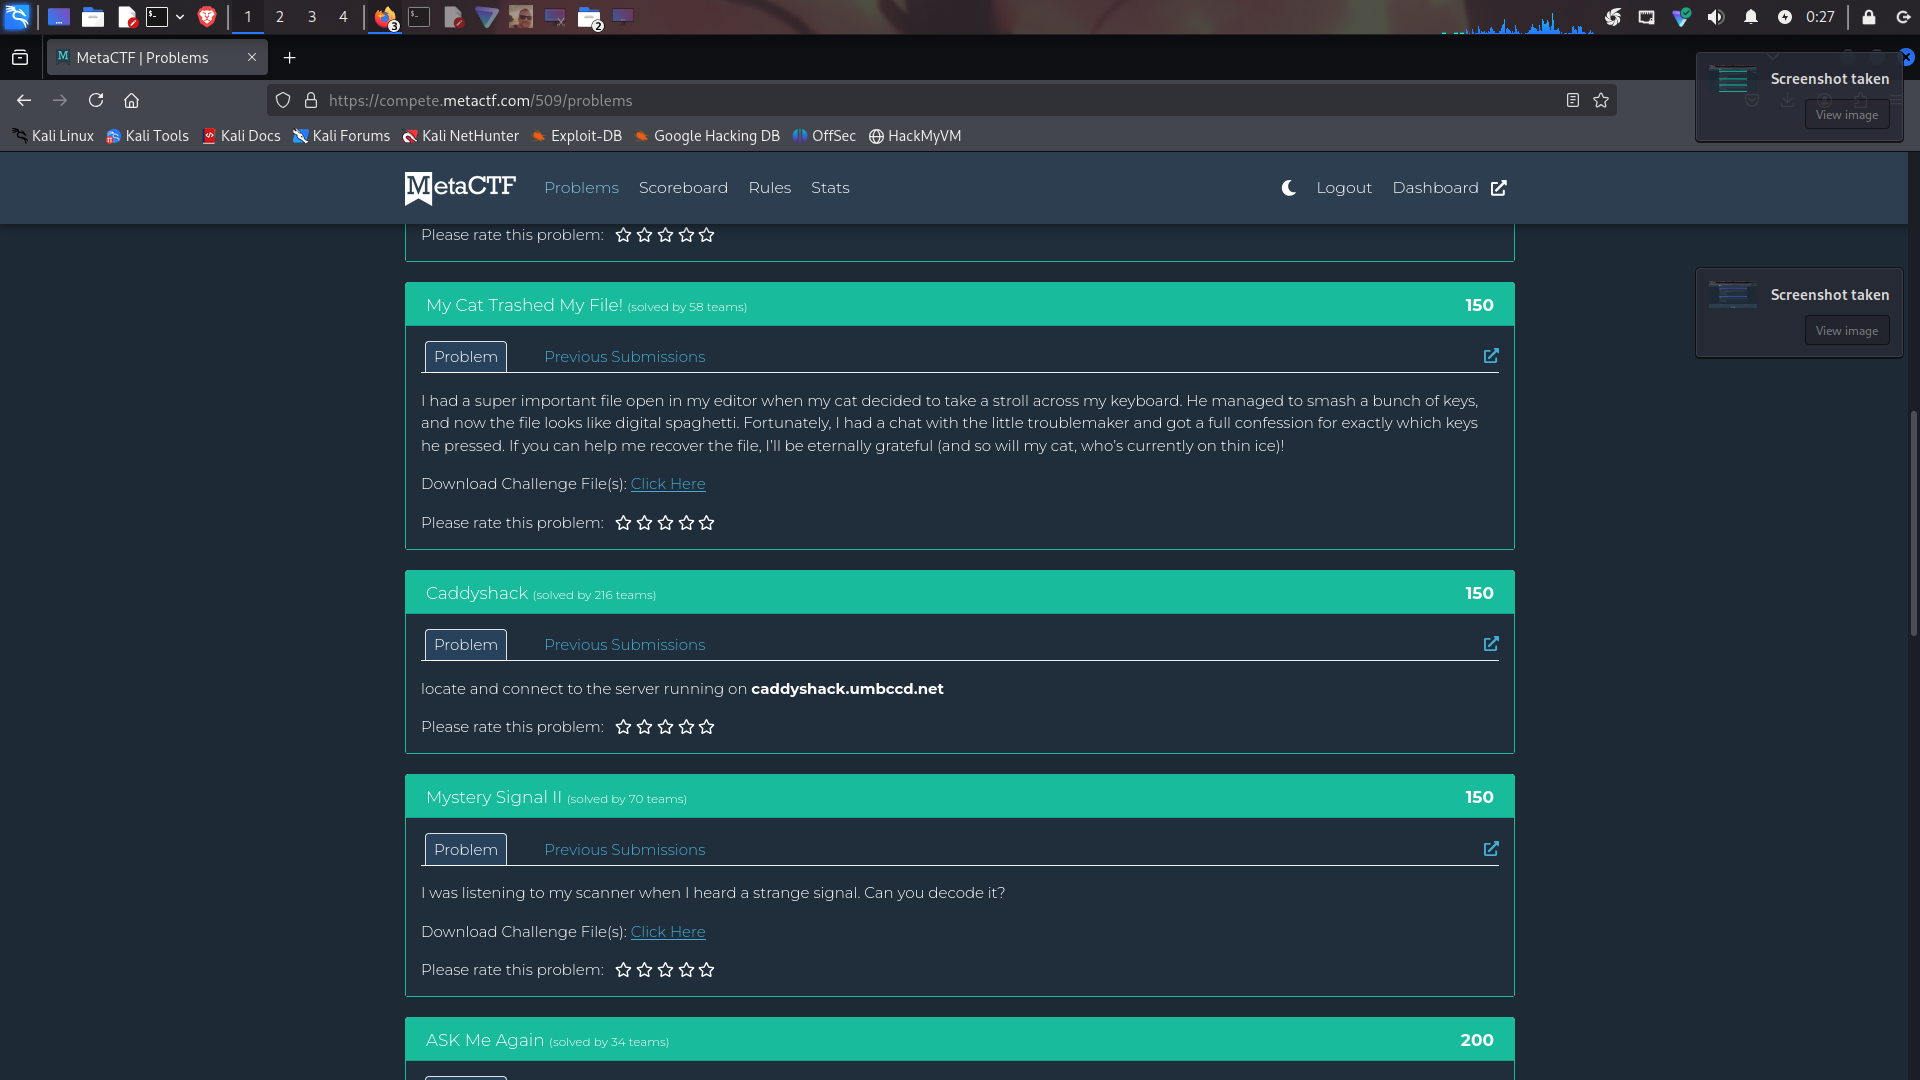 1 2 3 4 3 2 0:27
MetaCTF | Problems
https://compete.metactf.com/509/problems
Kali Linux Kali Tools Kali Docs Kali Forums Kali NetHunter Exploit-DB Google Hacking DB OffSec HackMyVM
Screenshot taken
View image
Screenshot taken
View image
MetaCTF Problems Scoreboard Rules Stats Logout Dashboard
Please rate this problem:
My Cat Trashed My File! (solved by 58 teams) 150
Problem Previous Submissions
I had a super important file open in my editor when my cat decided to take a stroll across my keyboard. He managed to smash a bunch of keys,
and now the file looks like digital spaghetti. Fortunately, I had a chat with the little troublemaker and got a full confession for exactly which keys
he pressed. If you can help me recover the file, I'll be eternally grateful (and so will my cat, who's currently on thin ice)!
Download Challenge File(s): Click Here
Please rate this problem:
Caddyshack (solved by 216 teams) 150
Problem Previous Submissions
locate and connect to the server running on caddyshack.umbccd.net
Please rate this problem:
Mystery Signal II (solved by 70 teams) 150
Problem Previous Submissions
I was listening to my scanner when I heard a strange signal. Can you decode it?
Download Challenge File(s): Click Here
Please rate this problem:
ASK Me Again (solved by 34 teams) 200